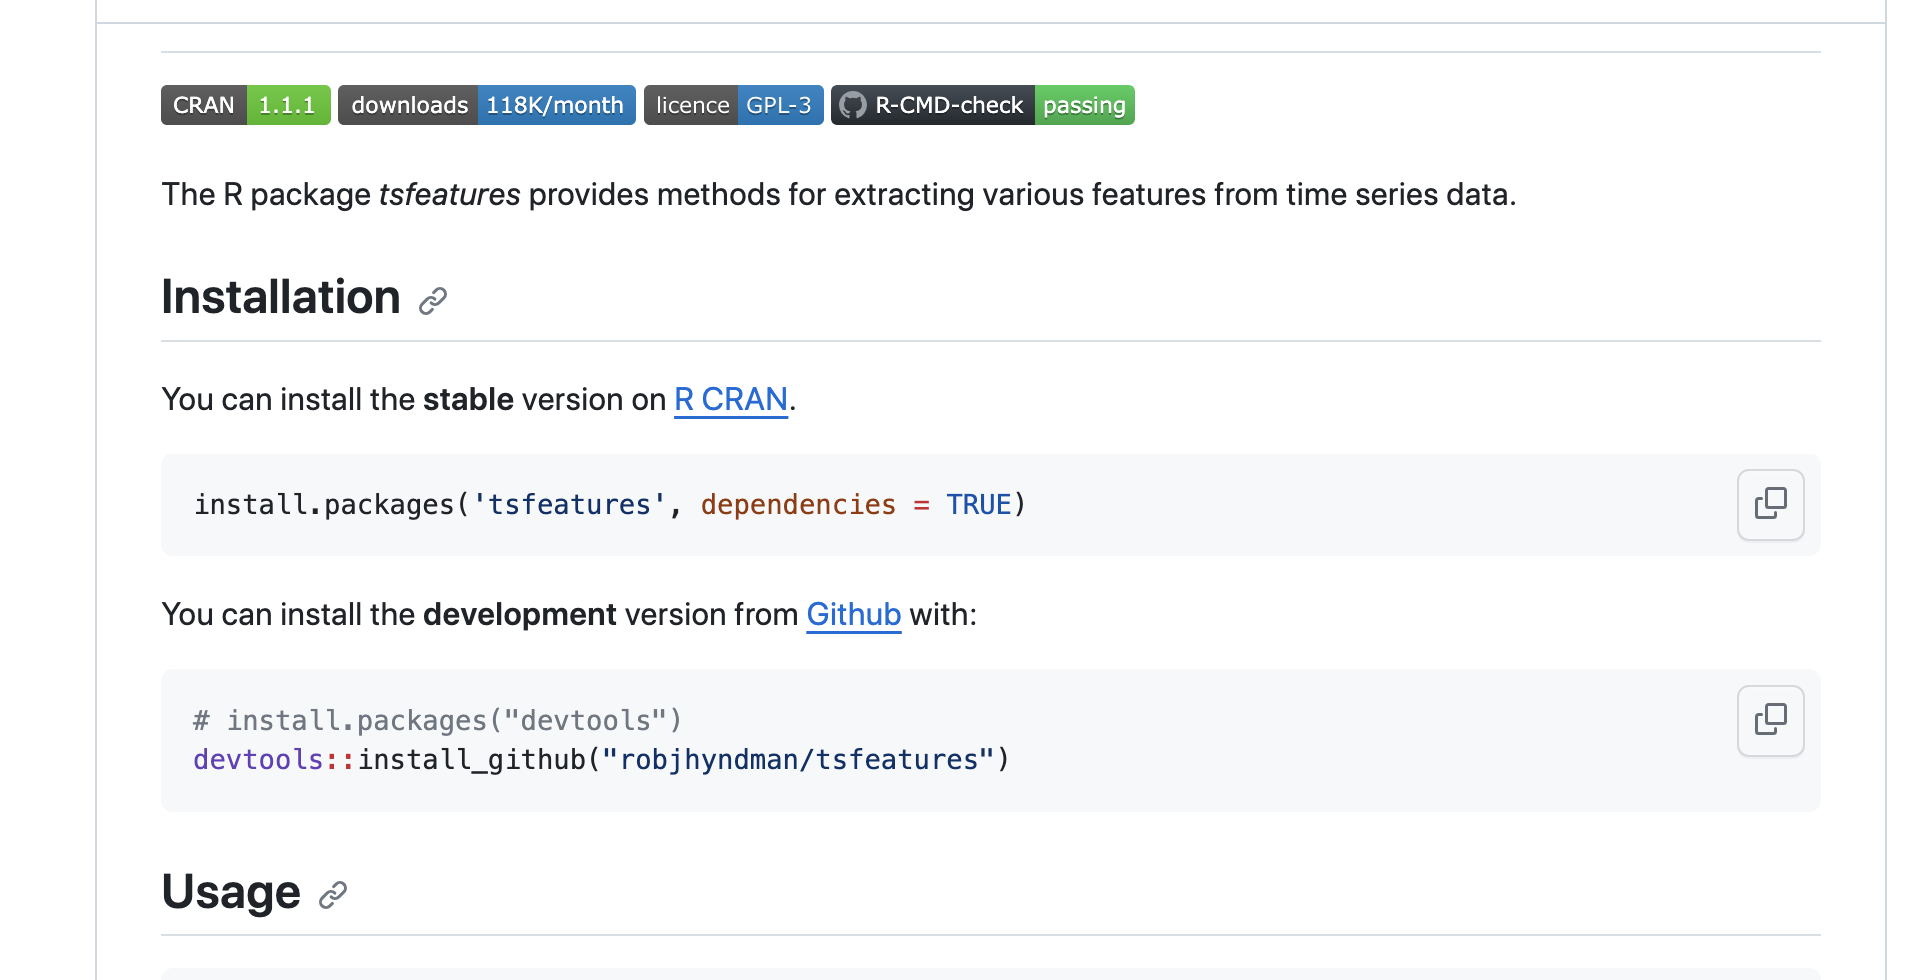 CRAN 1.1.1 downloads 118K/month licence GPL-3 R-CMD-check passing
The R package tsfeatures provides methods for extracting various features from time series data.
Installation
You can install the stable version on R CRAN.
install.packages('tsfeatures', dependencies = TRUE)
You can install the development version from Github with:
# install.packages("devtools")
devtools::install_github("robjhyndman/tsfeatures")
Usage